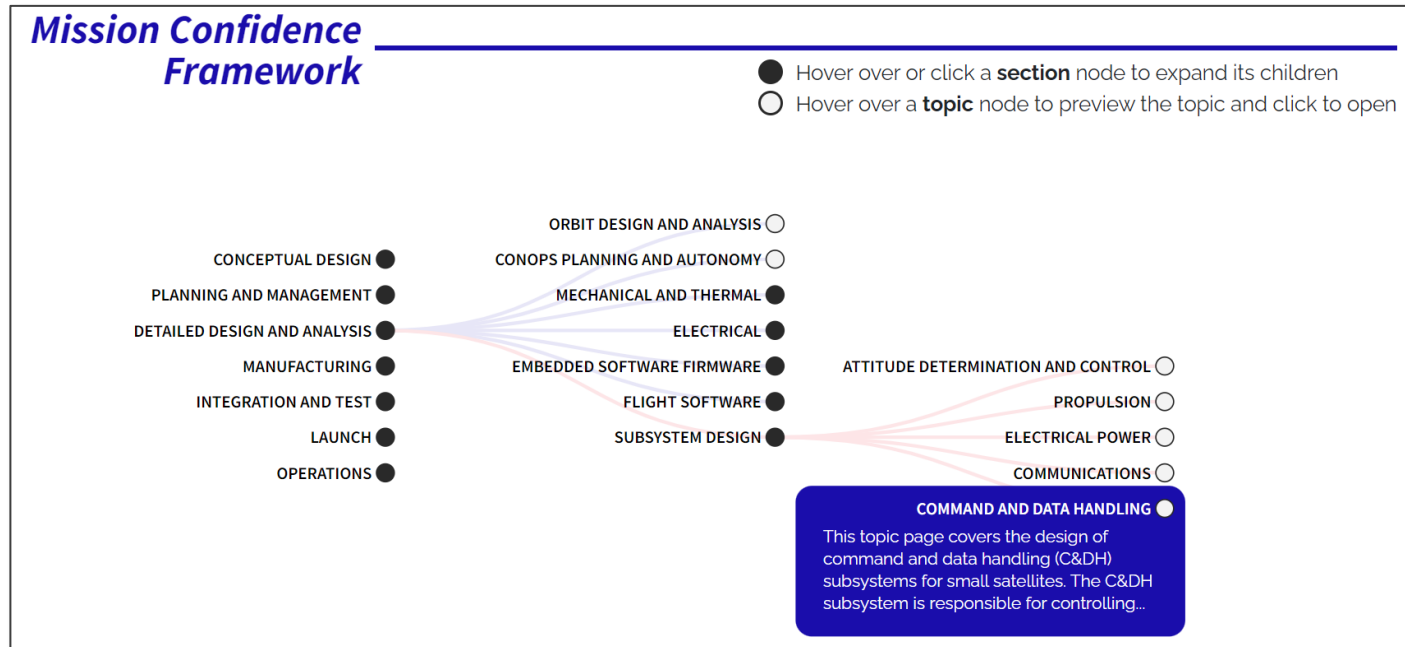 Mission Confidence
Framework
Hover over or click a section node to expand its children
Hover over a topic node to preview the topic and click to open
CONCEPTUAL DESIGN
PLANNING AND MANAGEMENT
DETAILED DESIGN AND ANALYSIS
MANUFACTURING
INTEGRATION AND TEST
LAUNCH
OPERATIONS
ORBIT DESIGN AND ANALYSIS
CONOPS PLANNING AND AUTONOMY
MECHANICAL AND THERMAL
ELECTRICAL
EMBEDDED SOFTWARE FIRMWARE
FLIGHT SOFTWARE
SUBSYSTEM DESIGN
ATTITUDE DETERMINATION AND CONTROL
PROPULSION
ELECTRICAL POWER
COMMUNICATIONS
COMMAND AND DATA HANDLING
This topic page covers the design of
command and data handling (C&DH)
subsystems for small satellites. The C&DH
subsystem is responsible for controlling...